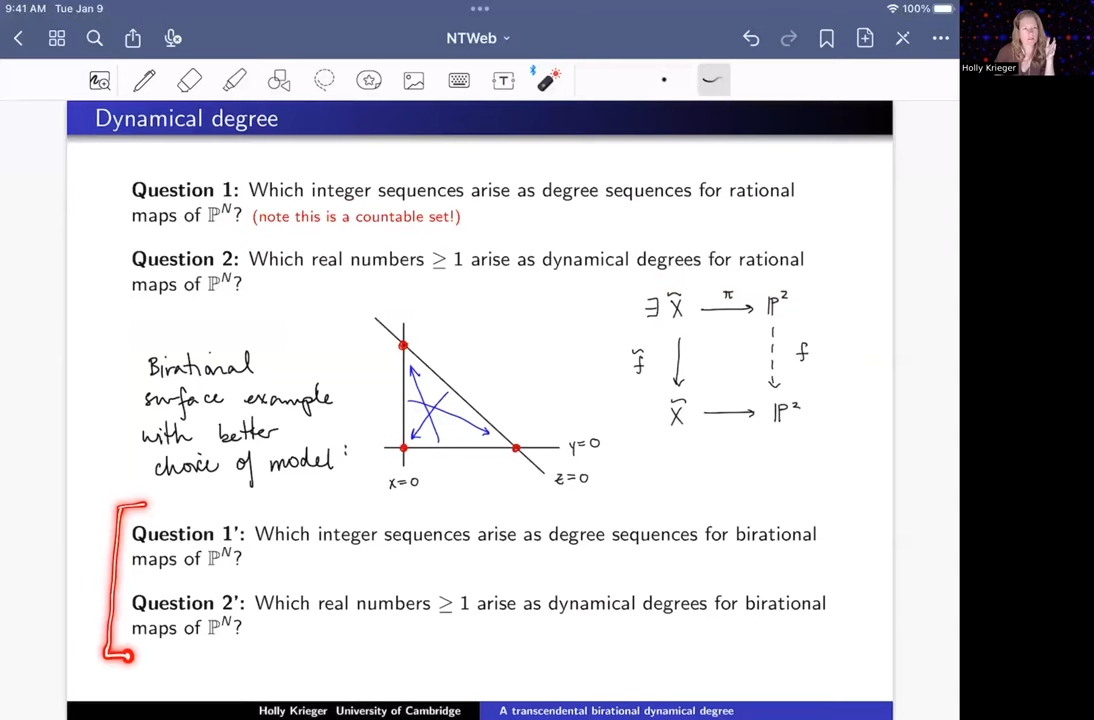 9:41 AM Tue Jan 9
100%
NTWeb
Holly Krieger
Dynamical degree
Question 1: Which integer sequences arise as degree sequences for rational
maps of ℙᴺ? (note this is a countable set!)
Question 2: Which real numbers ≥ 1 arise as dynamical degrees for rational
maps of ℙᴺ?
∃ X̃ → ℙ²
π
f̃
f
X̃ → ℙ²
Birational
surface example
with better
choice of model:
y=0
x=0
z=0
Question 1': Which integer sequences arise as degree sequences for birational
maps of ℙᴺ?
Question 2': Which real numbers ≥ 1 arise as dynamical degrees for birational
maps of ℙᴺ?
Holly Krieger University of Cambridge
A transcendental birational dynamical degree